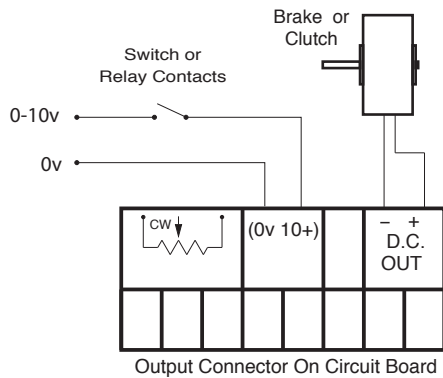 Brake or
Clutch
Switch or
Relay Contacts
0-10v
0v
CW
(0v 10+)
– +
D.C.
OUT
Output Connector On Circuit Board